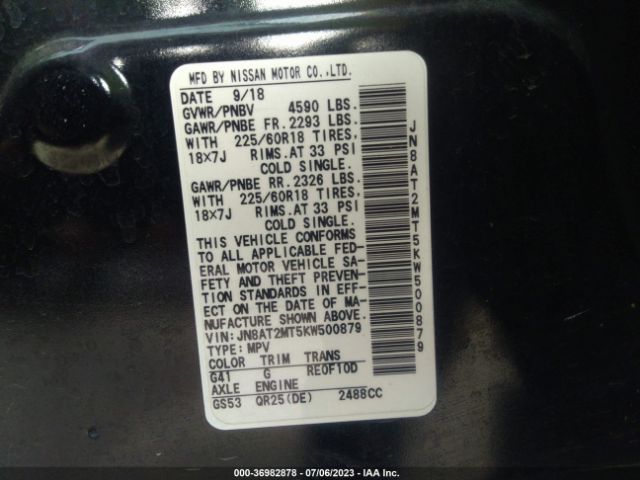 MFD BY NISSAN MOTOR CO.,LTD.
DATE 9/18
GVWR/PNBV 4590 LBS.
GAWR/PNBE FR. 2293 LBS.
WITH 225/60R18 TIRES.
18X7J RIMS. AT 33 PSI
COLD SINGLE.
GAWR/PNBE RR. 2326 LBS.
WITH 225/60R18 TIRES.
18X7J RIMS. AT 33 PSI
COLD SINGLE.
THIS VEHICLE CONFORMS
TO ALL APPLICABLE FED-
ERAL MOTOR VEHICLE SA-
FETY AND THEFT PREVEN-
TION STANDARDS IN EFF-
ECT ON THE DATE OF MA-
NUFACTURE SHOWN ABOVE.
VIN: JN8AT2MT5KW500879
TYPE: MPV
COLOR TRIM TRANS
G41 G RE0F10D
AXLE ENGINE
GS53 QR25(DE) 2488CC
JN8AT2MT5KW500879
000-36982878 - 07/06/2023 - IAA Inc.